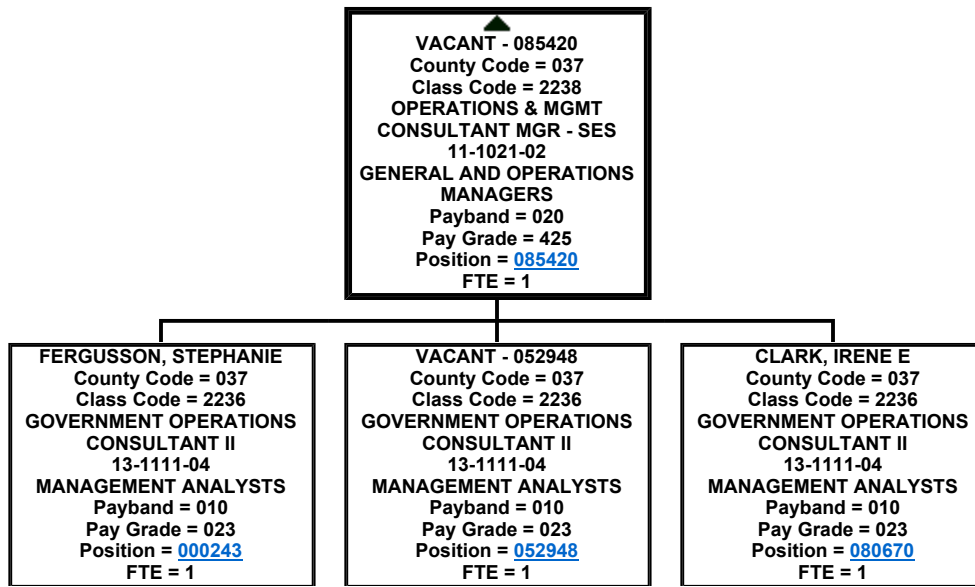 VACANT - 085420
County Code = 037
Class Code = 2238
OPERATIONS & MGMT
CONSULTANT MGR - SES
11-1021-02
GENERAL AND OPERATIONS
MANAGERS
Payband = 020
Pay Grade = 425
Position = 085420
FTE = 1
FERGUSSON, STEPHANIE
County Code = 037
Class Code = 2236
GOVERNMENT OPERATIONS
CONSULTANT II
13-1111-04
MANAGEMENT ANALYSTS
Payband = 010
Pay Grade = 023
Position = 000243
FTE = 1
VACANT - 052948
County Code = 037
Class Code = 2236
GOVERNMENT OPERATIONS
CONSULTANT II
13-1111-04
MANAGEMENT ANALYSTS
Payband = 010
Pay Grade = 023
Position = 052948
FTE = 1
CLARK, IRENE E
County Code = 037
Class Code = 2236
GOVERNMENT OPERATIONS
CONSULTANT II
13-1111-04
MANAGEMENT ANALYSTS
Payband = 010
Pay Grade = 023
Position = 080670
FTE = 1